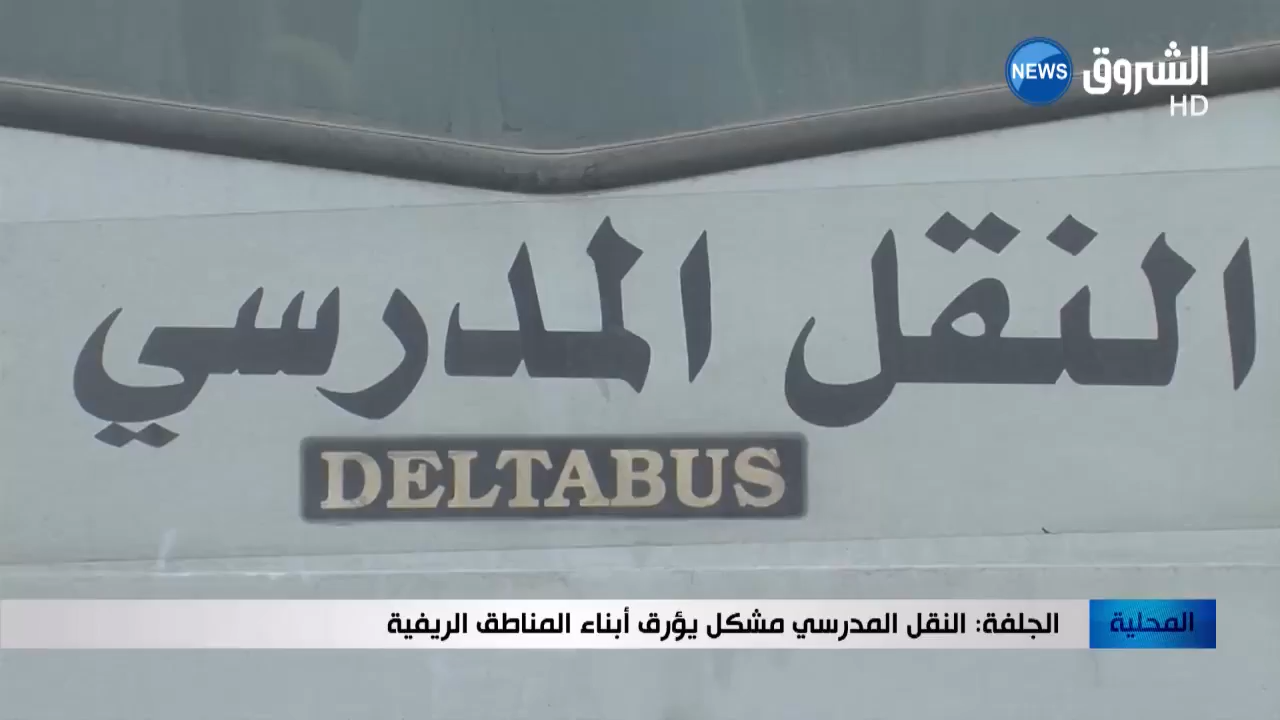 NEWS الشروق
HD
النقل المدرسي
DELTABUS
المحلية
الجلفة: النقل المدرسي مشكل يؤرق أبناء المناطق الريفية